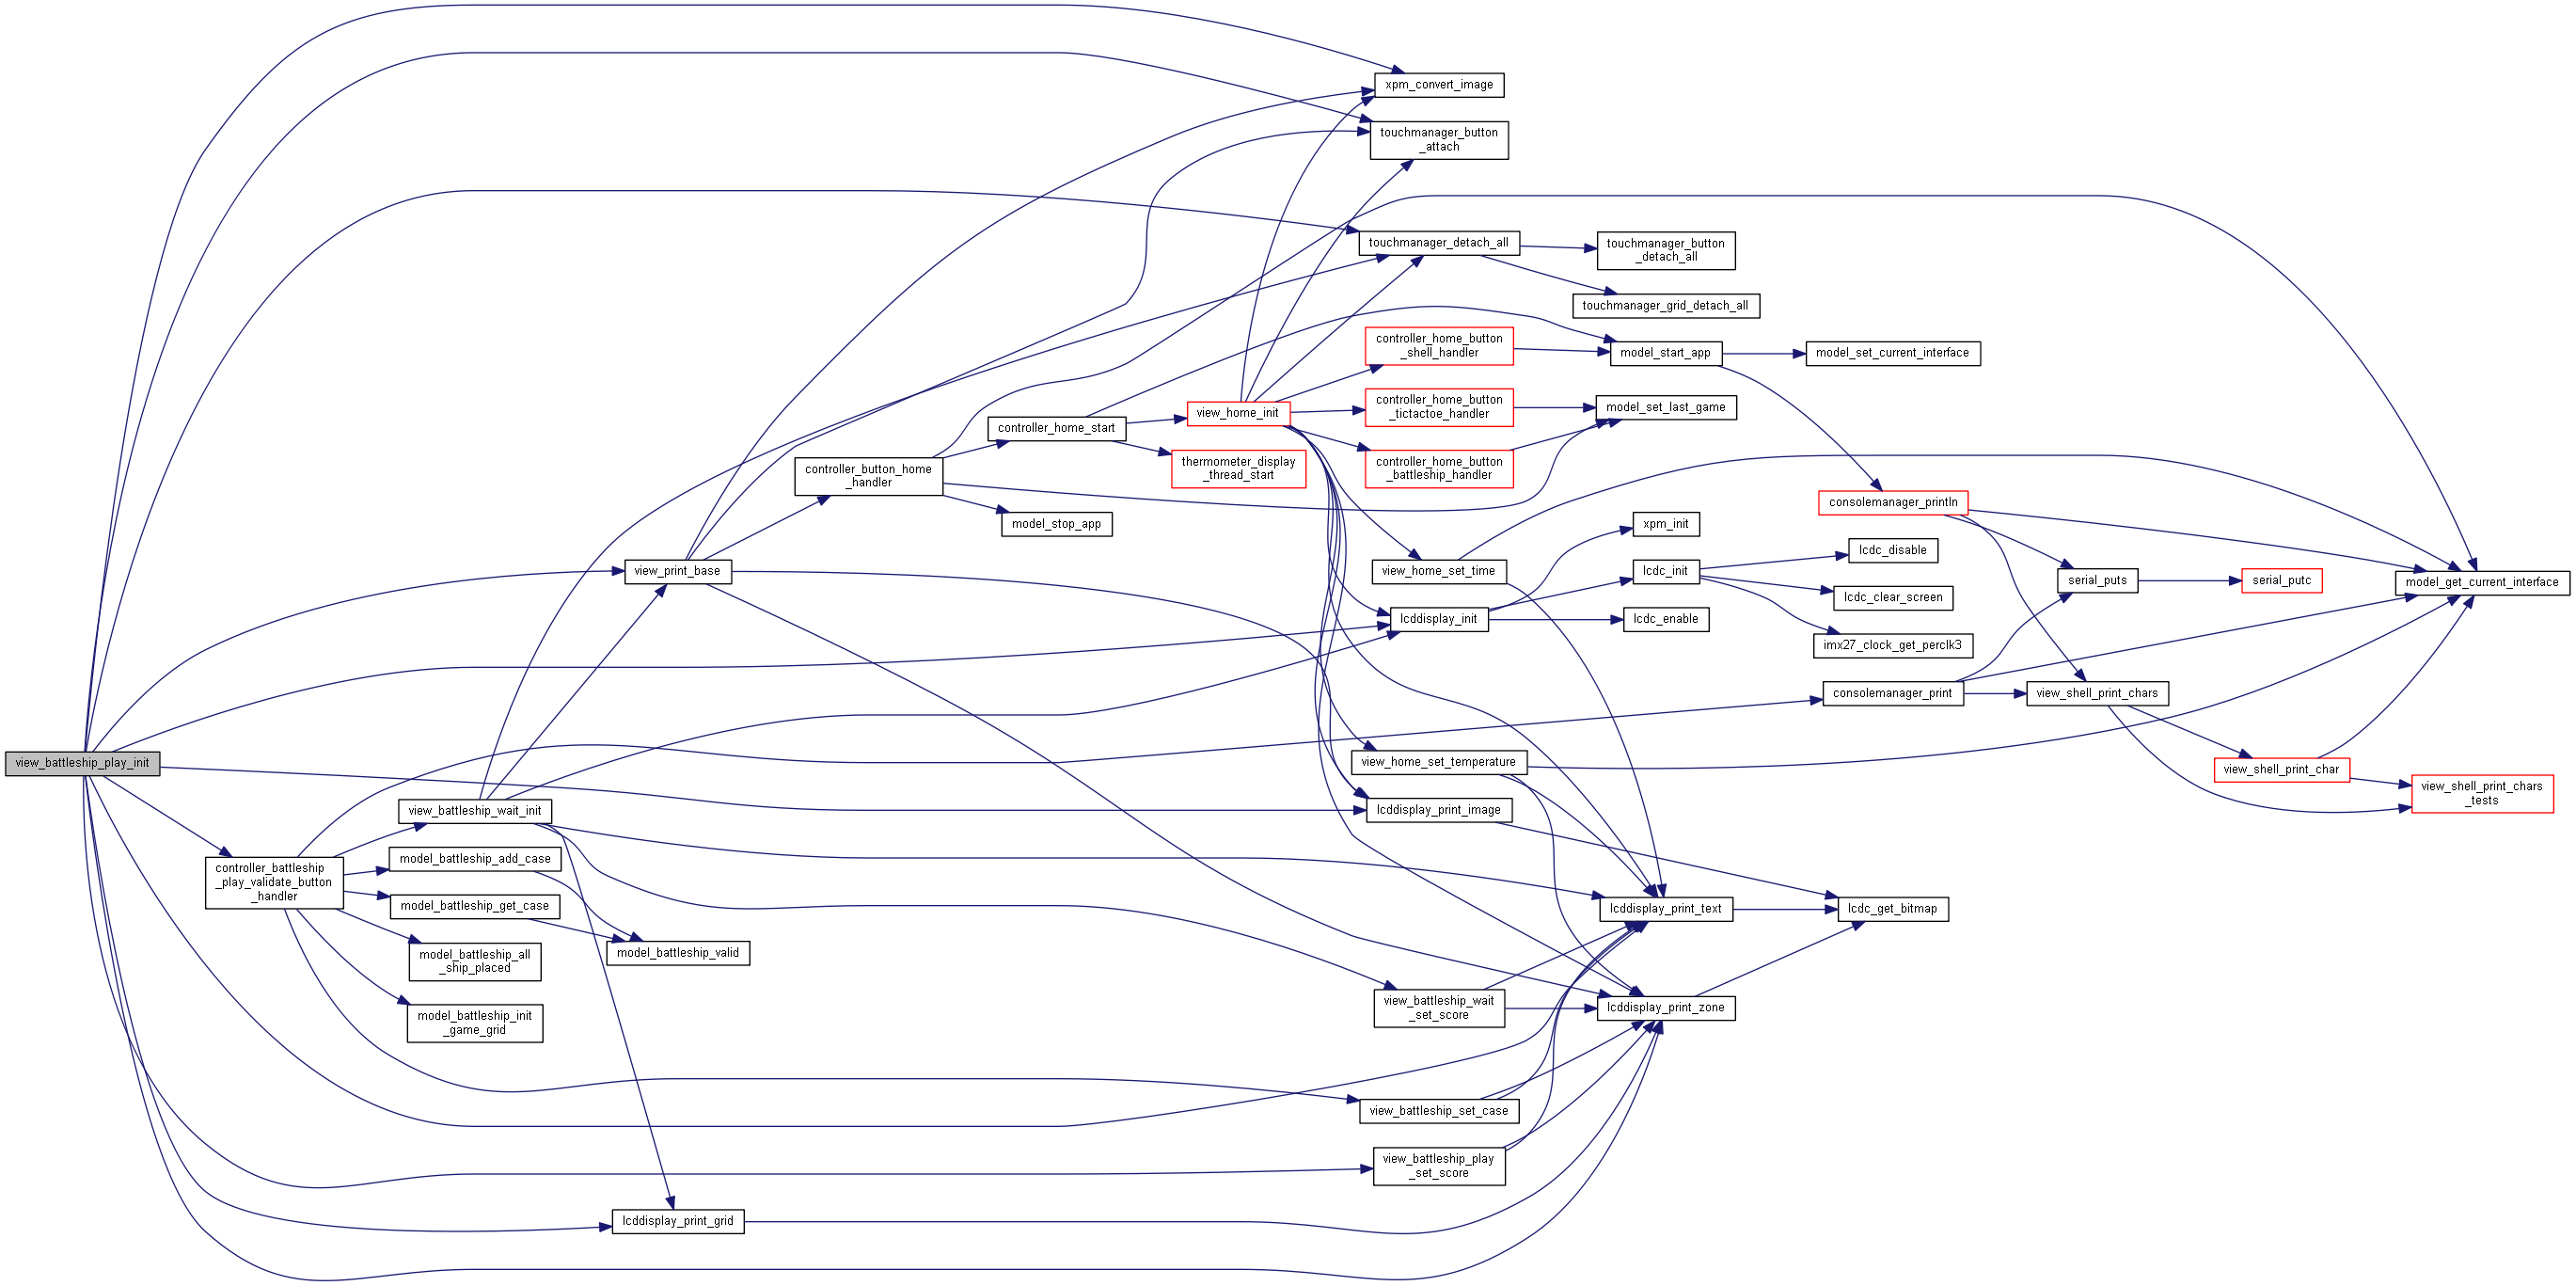 xpm_convert_image
touchmanager_button
_attach
touchmanager_detach_all
touchmanager_button
_detach_all
touchmanager_grid_detach_all
controller_home_button
_shell_handler
model_start_app
model_set_current_interface
view_home_init
controller_home_button
_tictactoe_handler
model_set_last_game
controller_home_start
controller_home_button
_battleship_handler
thermometer_display
_thread_start
controller_button_home
_handler
model_stop_app
consolemanager_println
xpm_init
lcdc_disable
view_print_base
view_home_set_time
lcdc_init
serial_puts
serial_putc
model_get_current_interface
lcdc_clear_screen
lcddisplay_init
lcdc_enable
imx27_clock_get_perclk3
consolemanager_print
view_shell_print_chars
view_battleship_play_init
view_home_set_temperature
view_shell_print_char
view_shell_print_chars
_tests
view_battleship_wait_init
lcddisplay_print_image
controller_battleship
_play_validate_button
_handler
model_battleship_add_case
model_battleship_get_case
lcddisplay_print_text
lcdc_get_bitmap
model_battleship_all
_ship_placed
model_battleship_valid
model_battleship_init
_game_grid
view_battleship_wait
_set_score
lcddisplay_print_zone
view_battleship_set_case
view_battleship_play
_set_score
lcddisplay_print_grid